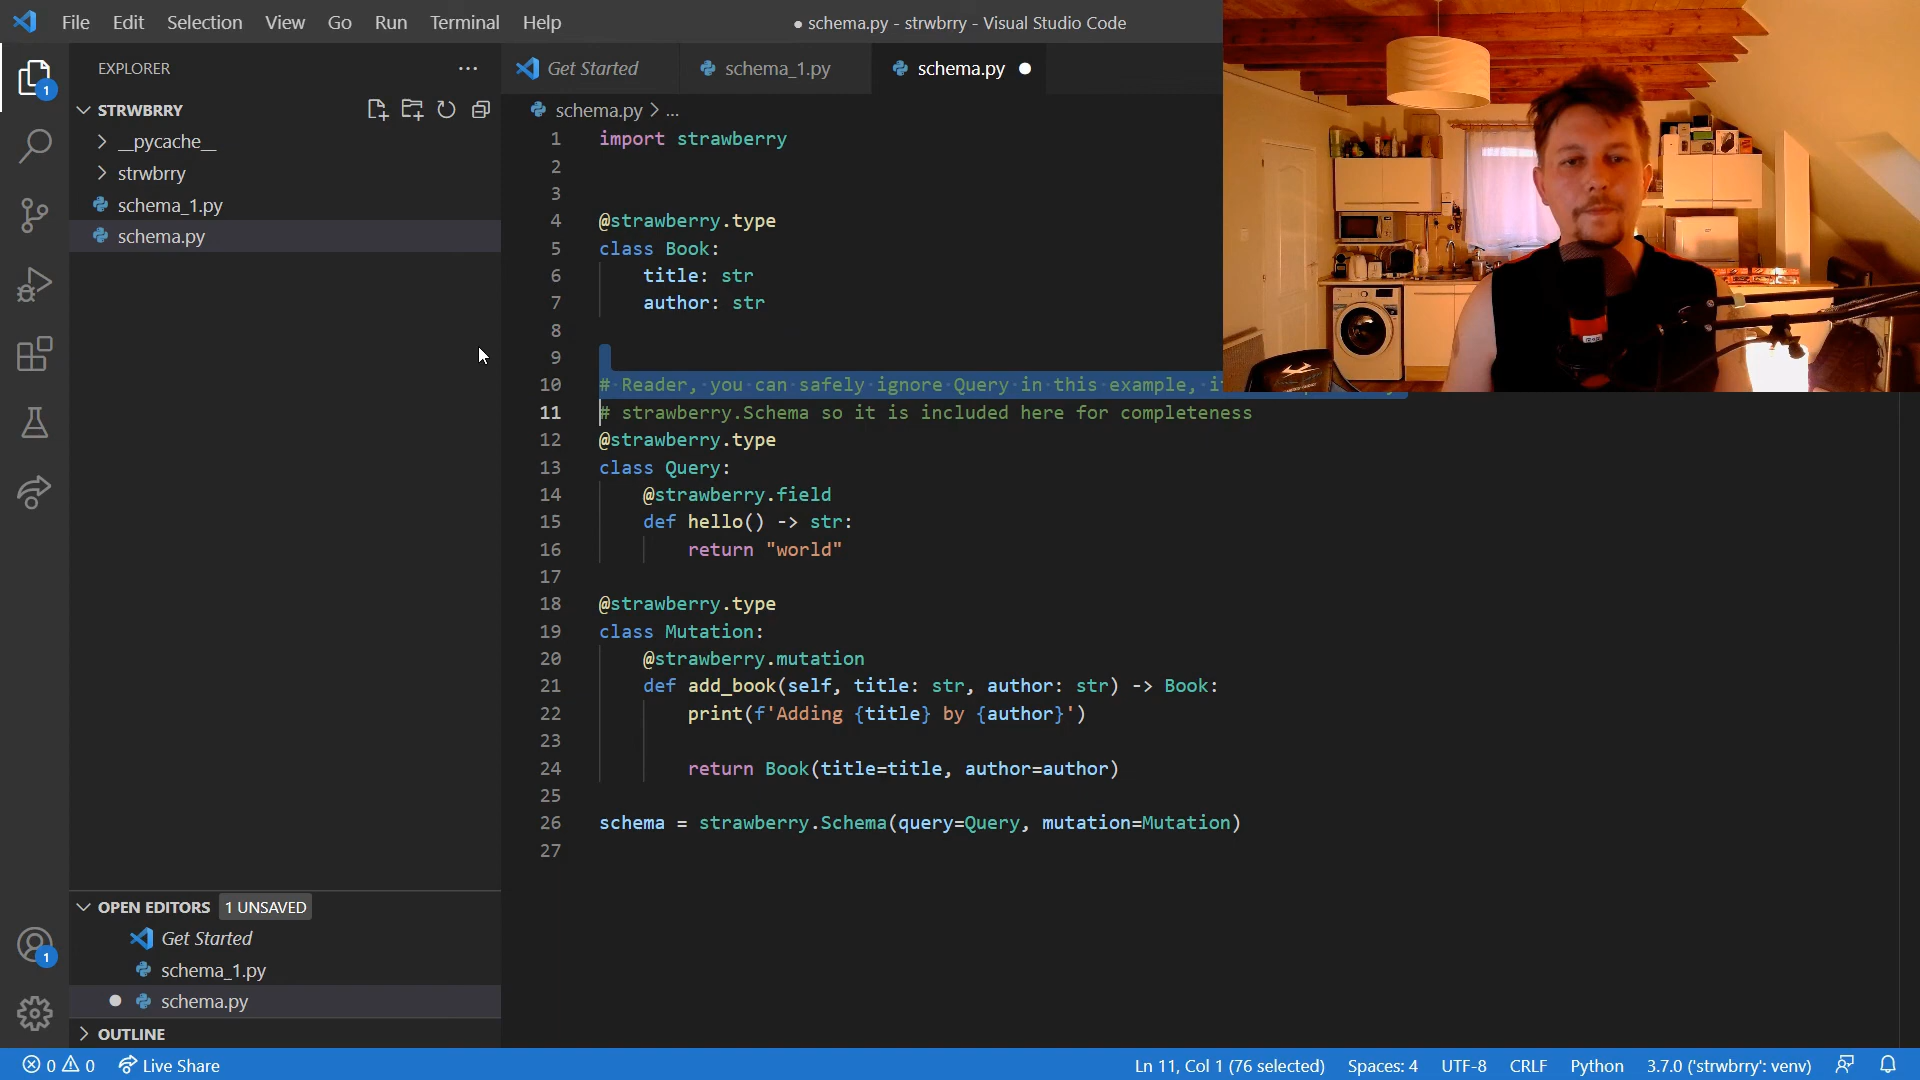 File Edit Selection View Go Run Terminal Help
● schema.py - strwbrry - Visual Studio Code
EXPLORER
Get Started
schema_1.py
schema.py
STRWBRRY
schema.py > ...
__pycache__
strwbrry
schema_1.py
schema.py
1 import strawberry
2
3
4 @strawberry.type
5 class Book:
6 title: str
7 author: str
8
9
10 # Reader, you can safely ignore Query in this example,
11 # strawberry.Schema so it is included here for completeness
12 @strawberry.type
13 class Query:
14 @strawberry.field
15 def hello() -> str:
16 return "world"
17
18 @strawberry.type
19 class Mutation:
20 @strawberry.mutation
21 def add_book(self, title: str, author: str) -> Book:
22 print(f'Adding {title} by {author}')
23
24 return Book(title=title, author=author)
25
26 schema = strawberry.Schema(query=Query, mutation=Mutation)
27
1
OPEN EDITORS 1 UNSAVED
Get Started
schema_1.py
schema.py
1
OUTLINE
0 0 Live Share
Ln 11, Col 1 (76 selected) Spaces: 4 UTF-8 CRLF Python 3.7.0 ('strwbrry': venv)